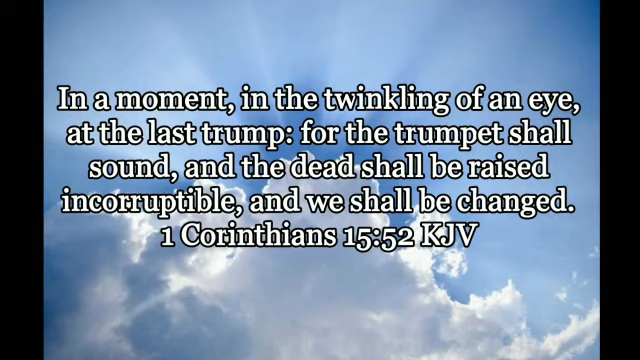 In a moment, in the twinkling of an eye,
at the last trump: for the trumpet shall
sound, and the dead shall be raised
incorruptible, and we shall be changed.
1 Corinthians 15:52 KJV